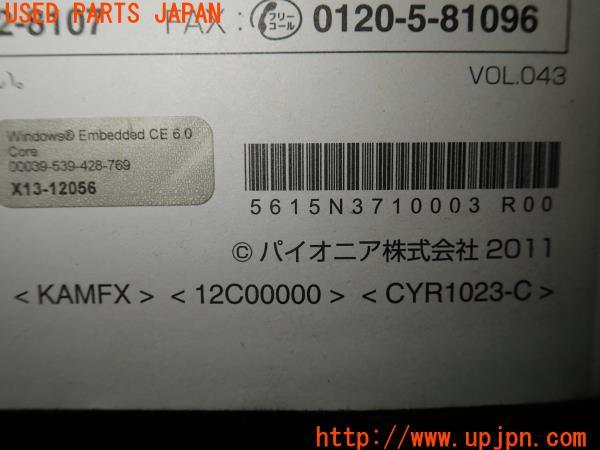 USED PARTS JAPAN
2-8107 FAX: フリーコール 0120-5-81096
VOL.043
Windows® Embedded CE 6.0
Core
00039-539-428-769
X13-12056
5615N3710003 R00
© パイオニア株式会社 2011
< KAMFX > < 12C00000 > < CYR1023-C >
http://www.upjpn.com/